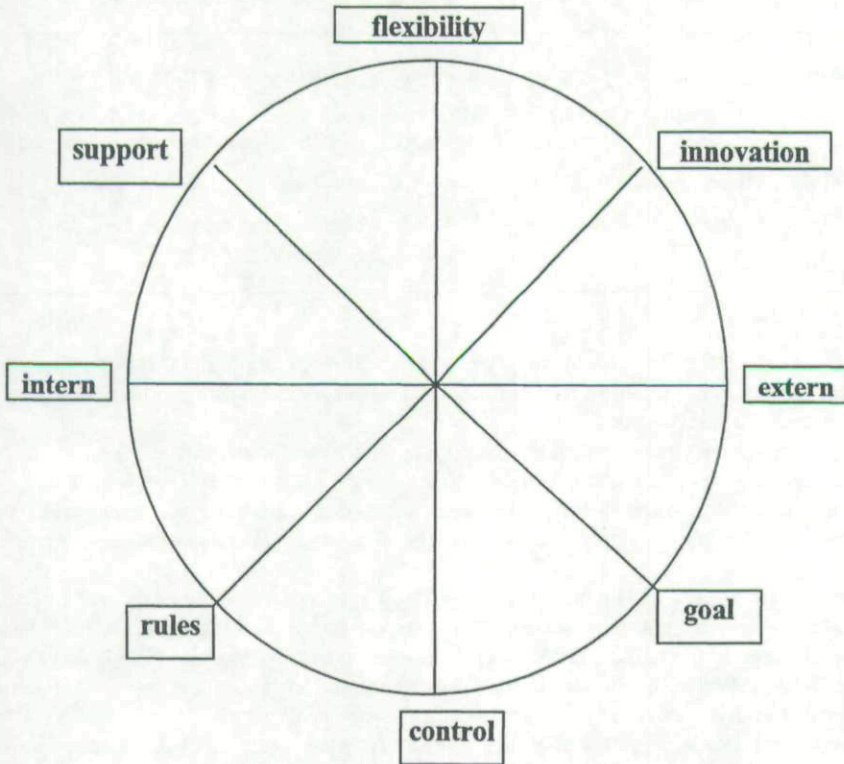 flexibility
support
innovation
intern
extern
rules
goal
control